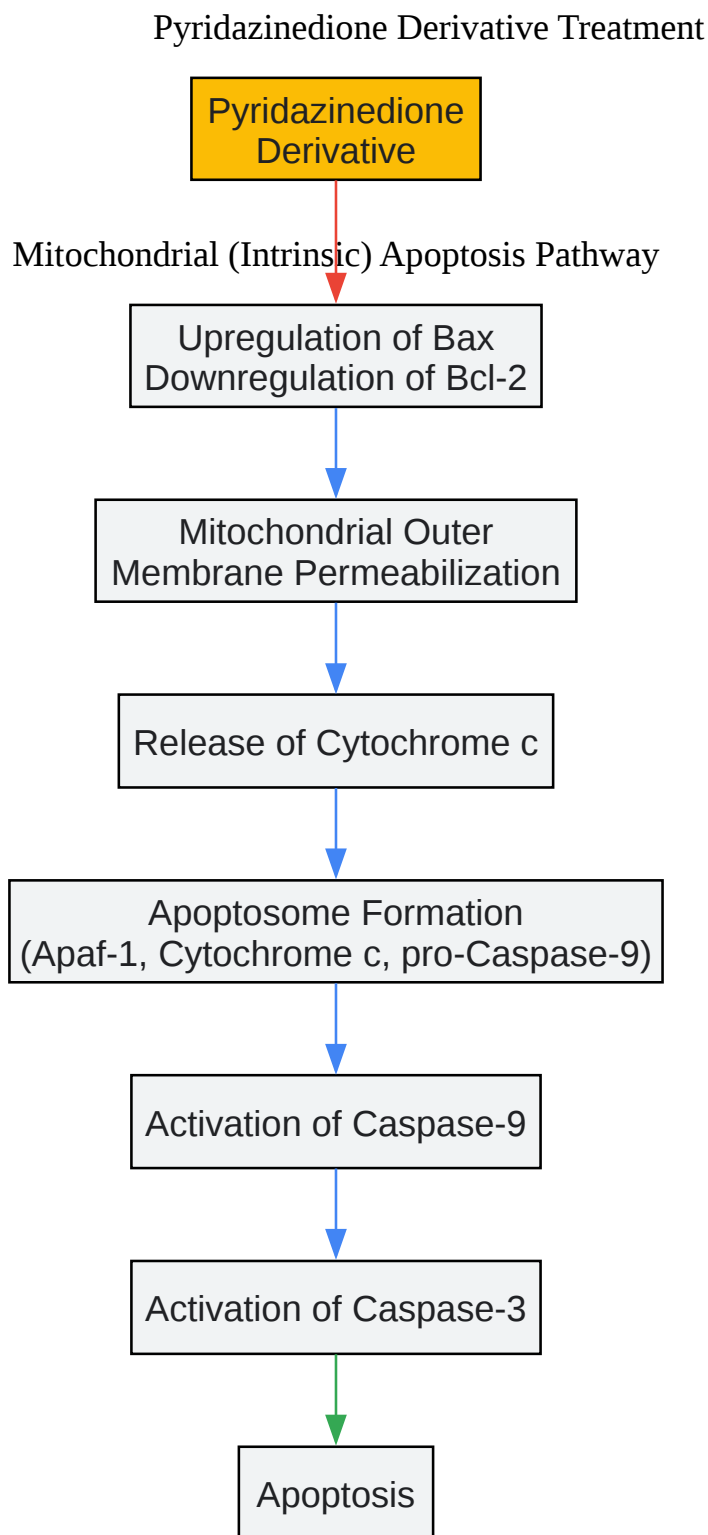 Pyridazinedione Derivative Treatment
Pyridazinedione
Derivative
Mitochondrial (Intrinsic) Apoptosis Pathway
Upregulation of Bax
Downregulation of Bcl-2
Mitochondrial Outer
Membrane Permeabilization
Release of Cytochrome c
Apoptosome Formation
(Apaf-1, Cytochrome c, pro-Caspase-9)
Activation of Caspase-9
Activation of Caspase-3
Apoptosis